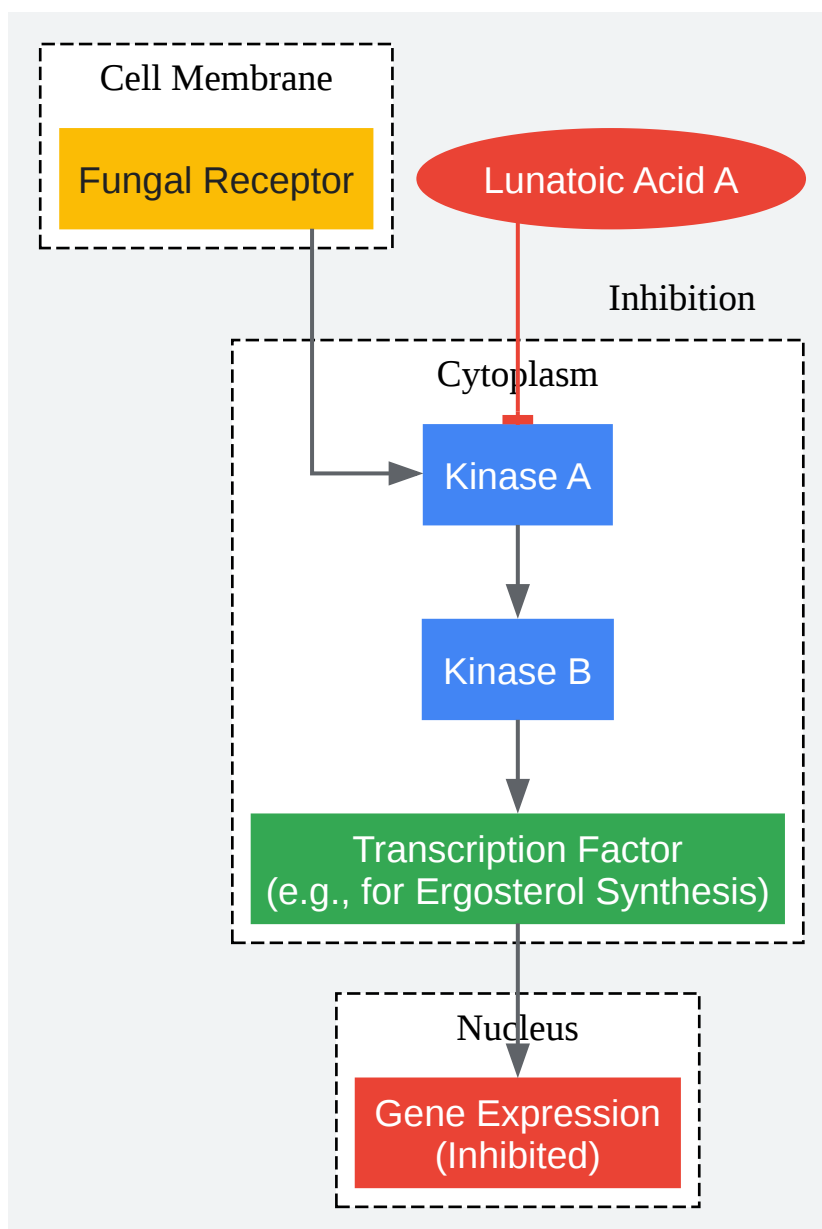 Cell Membrane
Fungal Receptor
Lunatoic Acid A
Inhibition
Cytoplasm
Kinase A
Kinase B
Transcription Factor
(e.g., for Ergosterol Synthesis)
Nucleus
Gene Expression
(Inhibited)